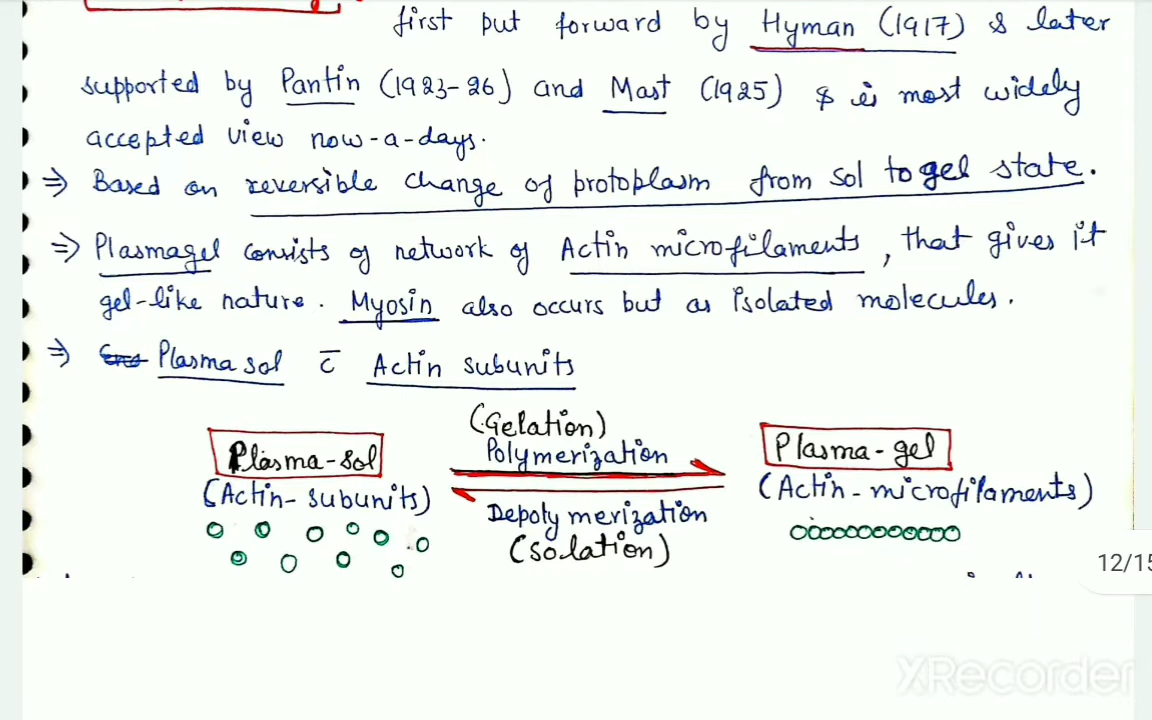 first put forward by Hyman (1917) & later
supported by Pantin (1923-26) and Mast (1925) & is most widely
accepted view now-a-days.
⇒ Based on reversible change of protoplasm from sol to gel state.
⇒ Plasmagel consists of network of Actin microfilaments, that gives it
gel-like nature. Myosin also occurs but as isolated molecules.
⇒ Plasma sol c̄ Actin subunits
(Gelation)
Plasma-sol Polymerization Plasma-gel
(Actin-subunits) (Actin-microfilaments)
Depolymerization
(Solation)
12/15
XRecorder